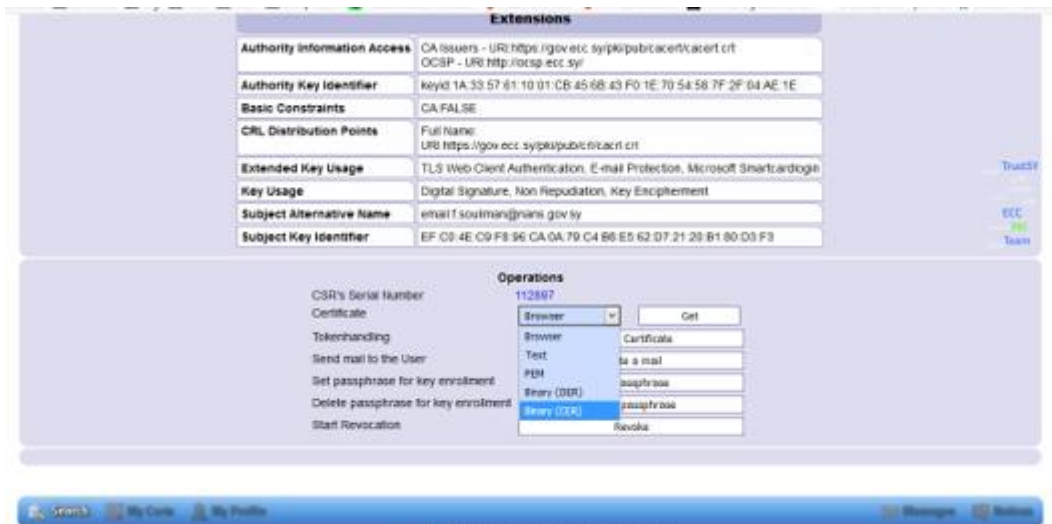 Extensions
Authority Information Access CA Issuers - URI:https://gov.ecc.sy/pki/pub/cacert/cacert.crt
OCSP - URI:http://ocsp.ecc.sy/
Authority Key Identifier keyid:1A:33:57:61:10:01:CB:45:6B:43:F0:1E:70:54:58:7F:2F:04:AE:1E
Basic Constraints CA:FALSE
CRL Distribution Points Full Name:
URI:https://gov.ecc.sy/pki/pub/crl/cacrl.crl
Extended Key Usage TLS Web Client Authentication, E-mail Protection, Microsoft Smartcardlogin
TrustSY
Key Usage Digital Signature, Non Repudiation, Key Encipherment
Subject Alternative Name email:f.soulman@nans.gov.sy
ECC
Subject Key Identifier EF:C0:4E:C9:F8:96:CA:0A:79:C4:B6:E5:62:D7:21:20:B1:80:D3:F3
Team
Operations
CSR's Serial Number 112897
Certificate Browser Get
Tokenhandling Browser Certificate
Send mail to the User Text a mail
PEM
Set passphrase for key enrollment assphrase
Binary (DER)
Delete passphrase for key enrollment passphrase
Binary (DER)
Start Revocation Revoke
Search My Certs My Profile Messages